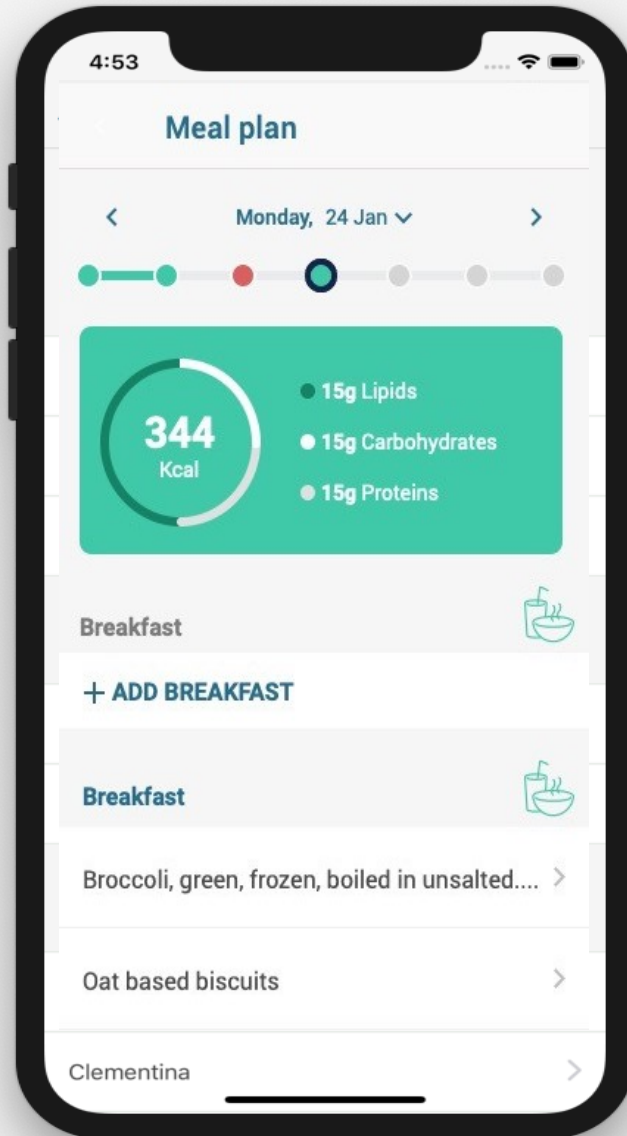 4:53
Meal plan
Monday, 24 Jan
344
Kcal
15g Lipids
15g Carbohydrates
15g Proteins
Breakfast
+ ADD BREAKFAST
Breakfast
Broccoli, green, frozen, boiled in unsalted....
Oat based biscuits
Clementina